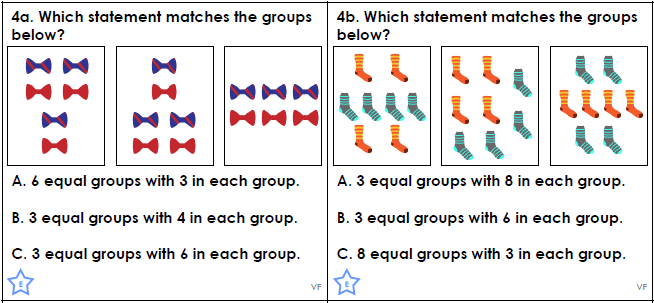 4a. Which statement matches the groups
below?
A. 6 equal groups with 3 in each group.
B. 3 equal groups with 4 in each group.
C. 3 equal groups with 6 in each group.
E
VF
4b. Which statement matches the groups
below?
A. 3 equal groups with 8 in each group.
B. 3 equal groups with 6 in each group.
C. 8 equal groups with 3 in each group.
E
VF